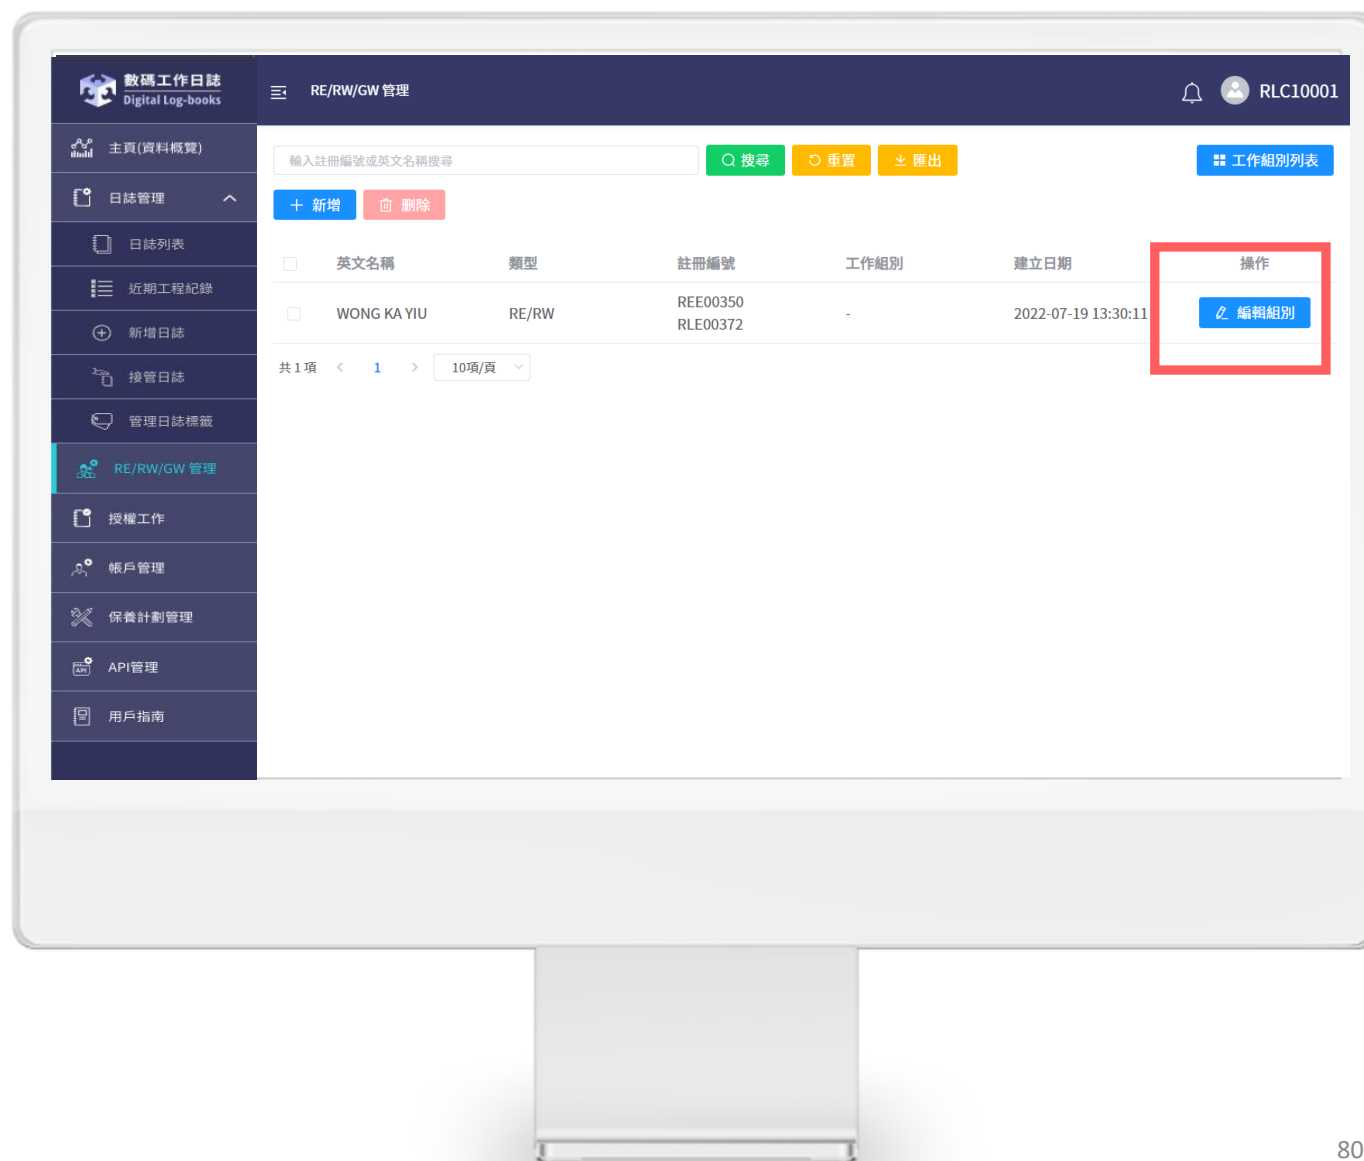 數碼工作日誌
Digital Log-books
RE/RW/GW 管理
RLC10001
主頁(資料概覽)
日誌管理
日誌列表
近期工程紀錄
新增日誌
接管日誌
管理日誌標籤
RE/RW/GW 管理
授權工作
帳戶管理
保養計劃管理
API管理
用戶指南
輸入註冊編號或英文名稱搜尋
搜尋
重置
匯出
工作組別列表
新增
刪除
英文名稱 類型 註冊編號 工作組別 建立日期 操作
WONG KA YIU RE/RW REE00350 - 2022-07-19 13:30:11 編輯組別
RLE00372
共 1 項 < 1 > 10項/頁
80